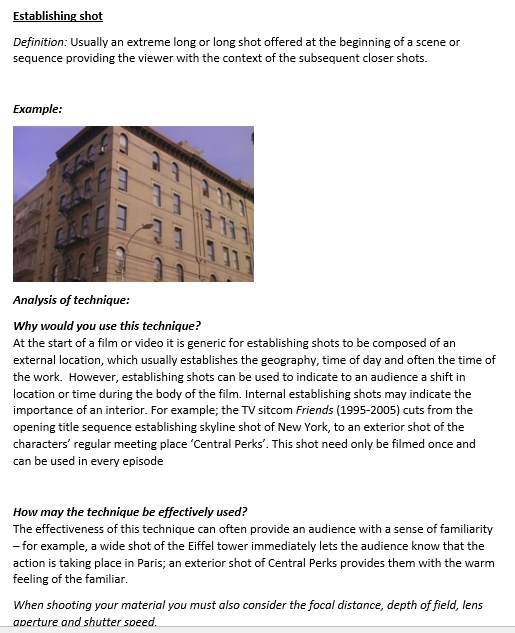 Establishing shot
Definition: Usually an extreme long or long shot offered at the beginning of a scene or
sequence providing the viewer with the context of the subsequent closer shots.
Example:
Analysis of technique:
Why would you use this technique?
At the start of a film or video it is generic for establishing shots to be composed of an
external location, which usually establishes the geography, time of day and often the time of
the work.  However, establishing shots can be used to indicate to an audience a shift in
location or time during the body of the film. Internal establishing shots may indicate the
importance of an interior. For example; the TV sitcom Friends (1995-2005) cuts from the
opening title sequence establishing skyline shot of New York, to an exterior shot of the
characters’ regular meeting place ‘Central Perks’. This shot need only be filmed once and
can be used in every episode
How may the technique be effectively used?
The effectiveness of this technique can often provide an audience with a sense of familiarity
– for example, a wide shot of the Eiffel tower immediately lets the audience know that the
action is taking place in Paris; an exterior shot of Central Perks provides them with the warm
feeling of the familiar.
When shooting your material you must also consider the focal distance, depth of field, lens
aperture and shutter speed.